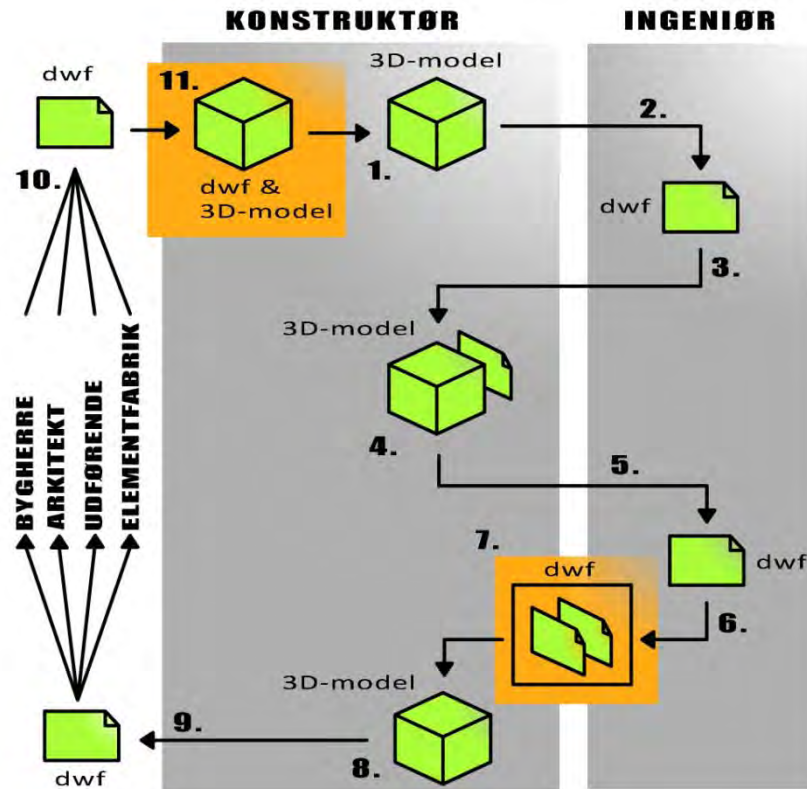 KONSTRUKTØR
INGENIØR
dwf
11.
3D-model
2.
10.
dwf &
3D-model
1.
dwf
3.
3D-model
4.
5.
BYGHERRE
ARKITEKT
UDFØRENDE
ELEMENTFABRIK
7.
dwf
dwf
6.
3D-model
9.
8.
dwf